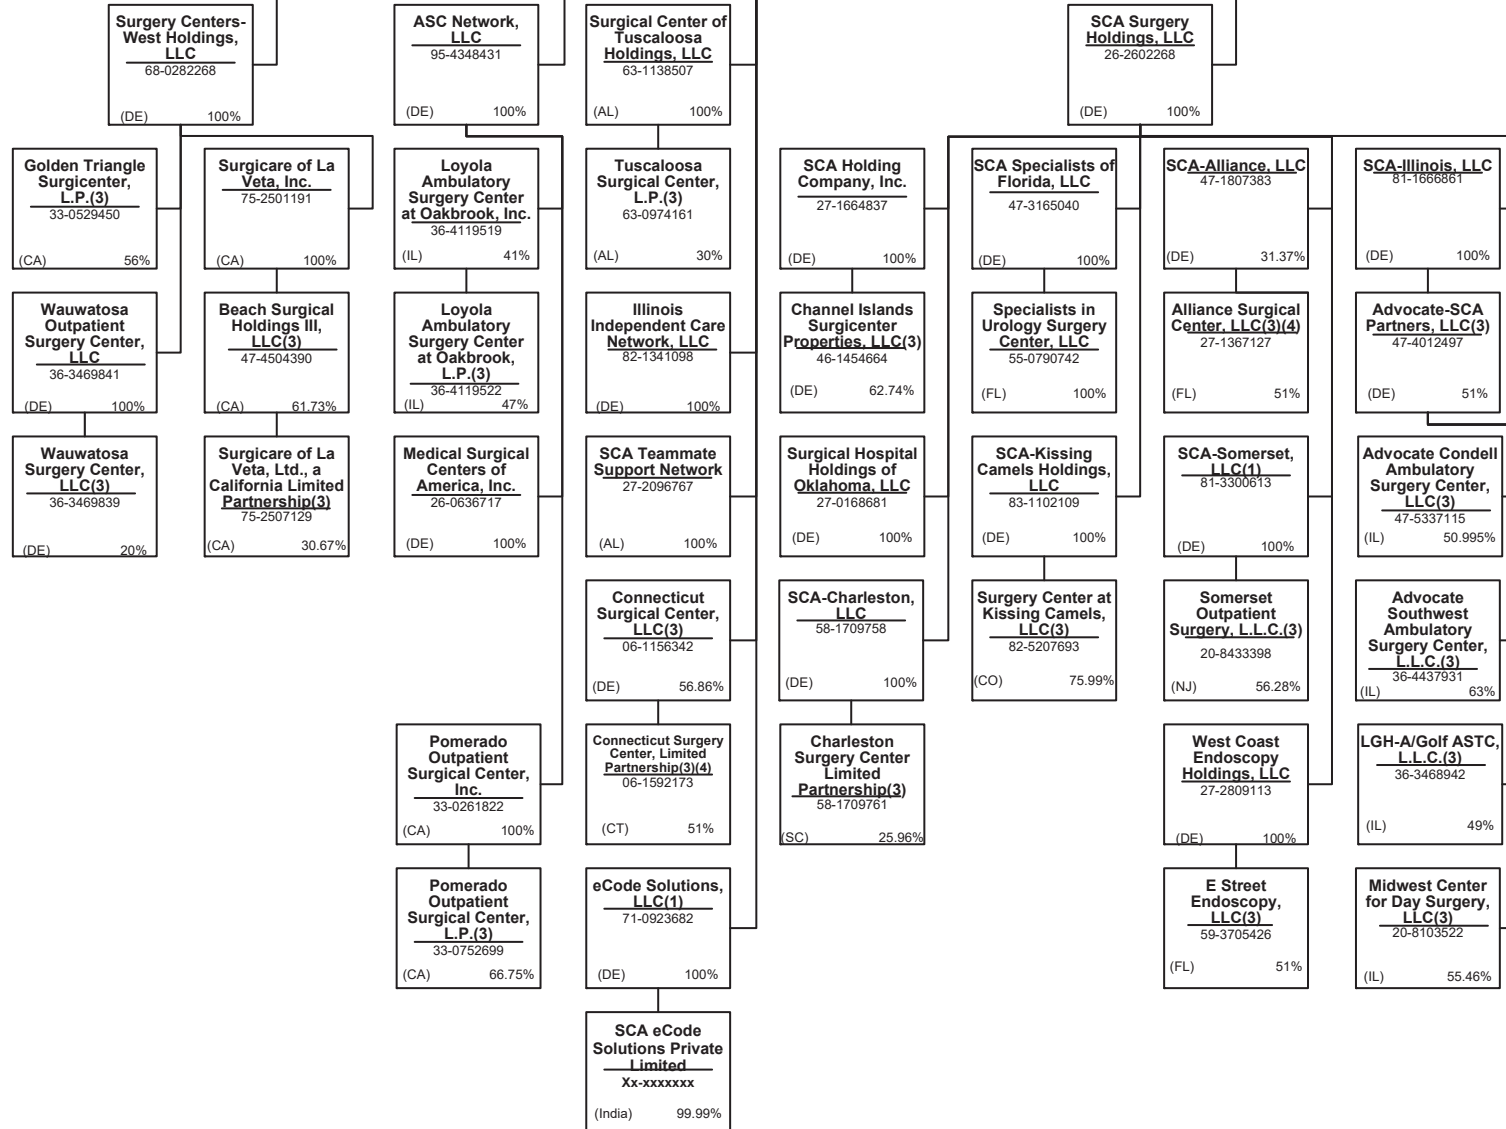 Surgery Centers-
West Holdings,
LLC
68-0282268
(DE) 100%
ASC Network,
LLC
95-4348431
(DE) 100%
Surgical Center of
Tuscaloosa
Holdings, LLC
63-1138507
(AL) 100%
SCA Surgery
Holdings, LLC
26-2602268
(DE) 100%
Golden Triangle
Surgicenter,
L.P.(3)
33-0529450
(CA) 56%
Surgicare of La
Veta, Inc.
75-2501191
(CA) 100%
Loyola
Ambulatory
Surgery Center
at Oakbrook, Inc.
36-4119519
(IL) 41%
Tuscaloosa
Surgical Center,
L.P.(3)
63-0974161
(AL) 30%
SCA Holding
Company, Inc.
27-1664837
(DE) 100%
SCA Specialists of
Florida, LLC
47-3165040
(DE) 100%
SCA-Alliance, LLC
47-1807383
(DE) 31.37%
SCA-Illinois, LLC
81-1666861
(DE) 100%
Wauwatosa
Outpatient
Surgery Center,
LLC
36-3469841
(DE) 100%
Beach Surgical
Holdings III,
LLC(3)
47-4504390
(CA) 61.73%
Loyola
Ambulatory
Surgery Center
at Oakbrook,
L.P.(3)
36-4119522
(IL) 47%
Illinois
Independent Care
Network, LLC
82-1341098
(DE) 100%
Channel Islands
Surgicenter
Properties, LLC(3)
46-1454664
(DE) 62.74%
Specialists in
Urology Surgery
Center, LLC
55-0790742
(FL) 100%
Alliance Surgical
Center, LLC(3)(4)
27-1367127
(FL) 51%
Advocate-SCA
Partners, LLC(3)
47-4012497
(DE) 51%
Wauwatosa
Surgery Center,
LLC(3)
36-3469839
(DE) 20%
Surgicare of La
Veta, Ltd., a
California Limited
Partnership(3)
75-2507129
(CA) 30.67%
Medical Surgical
Centers of
America, Inc.
26-0636717
(DE) 100%
SCA Teammate
Support Network
27-2096767
(AL) 100%
Surgical Hospital
Holdings of
Oklahoma, LLC
27-0168681
(DE) 100%
SCA-Kissing
Camels Holdings,
LLC
83-1102109
(DE) 100%
SCA-Somerset,
LLC(1)
81-3300613
(DE) 100%
Advocate Condell
Ambulatory
Surgery Center,
LLC(3)
47-5337115
(IL) 50.995%
Connecticut
Surgical Center,
LLC(3)
06-1156342
(DE) 56.86%
SCA-Charleston,
LLC
58-1709758
(DE) 100%
Surgery Center at
Kissing Camels,
LLC(3)
82-5207693
(CO) 75.99%
Somerset
Outpatient
Surgery, L.L.C.(3)
20-8433398
(NJ) 56.28%
Advocate
Southwest
Ambulatory
Surgery Center,
L.L.C.(3)
36-4437931
(IL) 63%
Pomerado
Outpatient
Surgical Center,
Inc.
33-0261822
(CA) 100%
Connecticut Surgery
Center, Limited
Partnership(3)(4)
06-1592173
(CT) 51%
Charleston
Surgery Center
Limited
Partnership(3)
58-1709761
(SC) 25.96%
West Coast
Endoscopy
Holdings, LLC
27-2809113
(DE) 100%
LGH-A/Golf ASTC,
L.L.C.(3)
36-3468942
(IL) 49%
Pomerado
Outpatient
Surgical Center,
L.P.(3)
33-0752699
(CA) 66.75%
eCode Solutions,
LLC(1)
71-0923682
(DE) 100%
E Street
Endoscopy,
LLC(3)
59-3705426
(FL) 51%
Midwest Center
for Day Surgery,
LLC(3)
20-8103522
(IL) 55.46%
SCA eCode
Solutions Private
Limited
Xx-xxxxxxx
(India) 99.99%